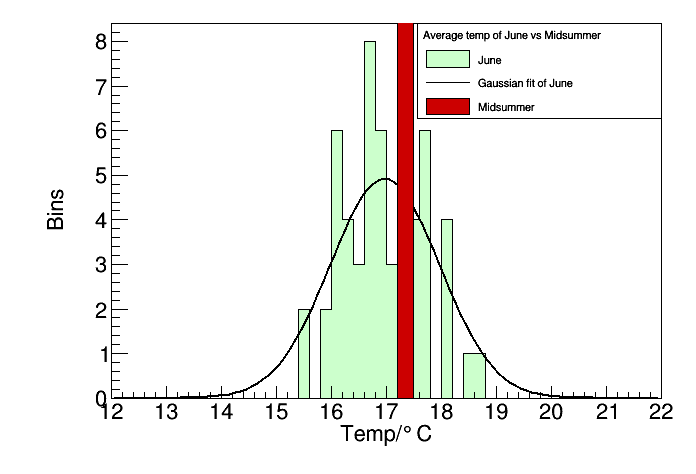 Average temp of June vs Midsummer
June
Gaussian fit of June
Midsummer
Bins
8
7
6
5
4
3
2
1
0
12 13 14 15 16 17 18 19 20 21 22
Temp/° C